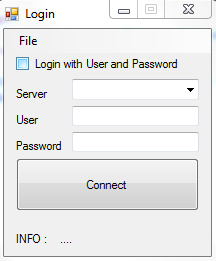 Login
File
Login with User and Password
Server
User
Password
Connect
INFO : ....